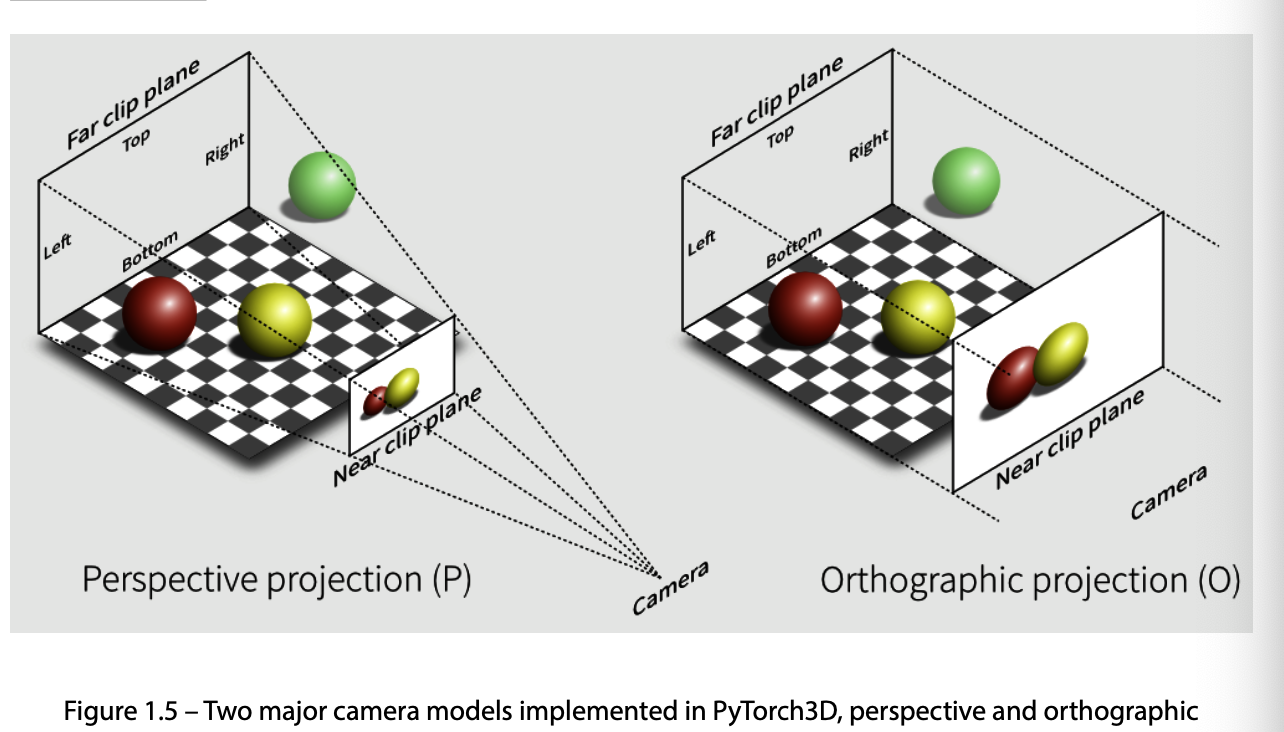 Far clip plane
Top
Right
Left
Bottom
Near clip plane
Camera
Perspective projection (P)
Far clip plane
Top
Right
Left
Bottom
Near clip plane
Camera
Orthographic projection (O)
Figure 1.5 – Two major camera models implemented in PyTorch3D, perspective and orthographic